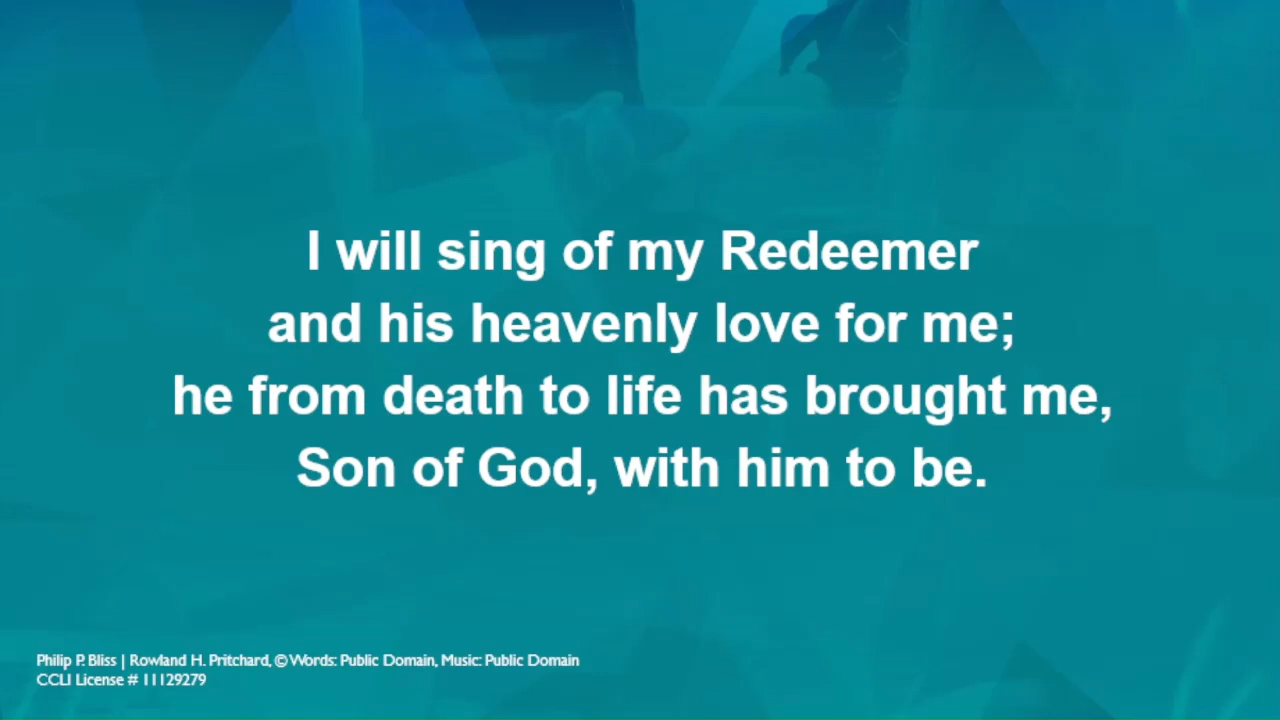 I will sing of my Redeemer
and his heavenly love for me;
he from death to life has brought me,
Son of God, with him to be.
Philip P. Bliss | Rowland H. Pritchard, © Words: Public Domain, Music: Public Domain
CCLI License # 11129279